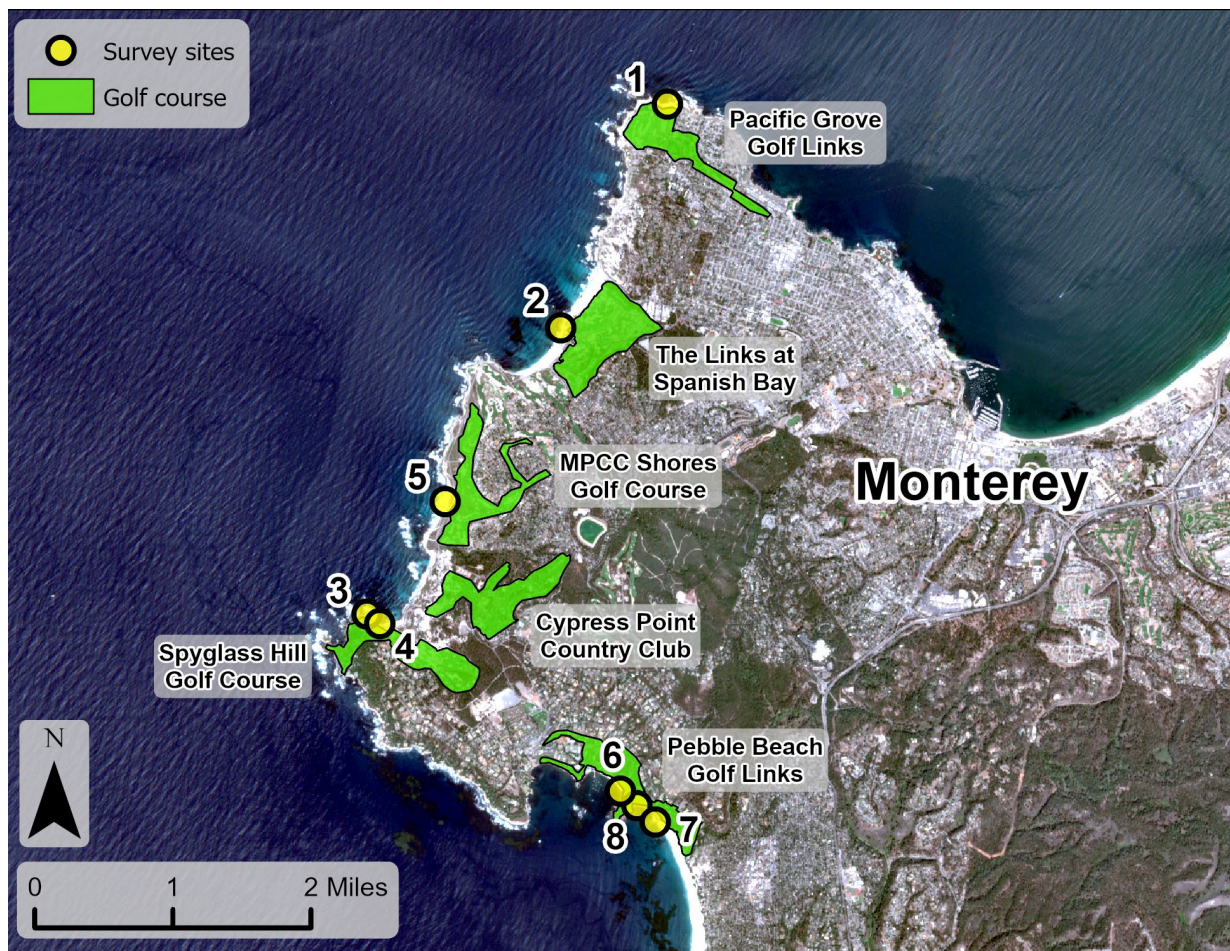 Survey sites
Golf course
1
Pacific Grove
Golf Links
2
The Links at
Spanish Bay
MPCC Shores
Golf Course
5
Monterey
3
4
Cypress Point
Country Club
Spyglass Hill
Golf Course
Pebble Beach
Golf Links
6
7
8
N
0 1 2 Miles